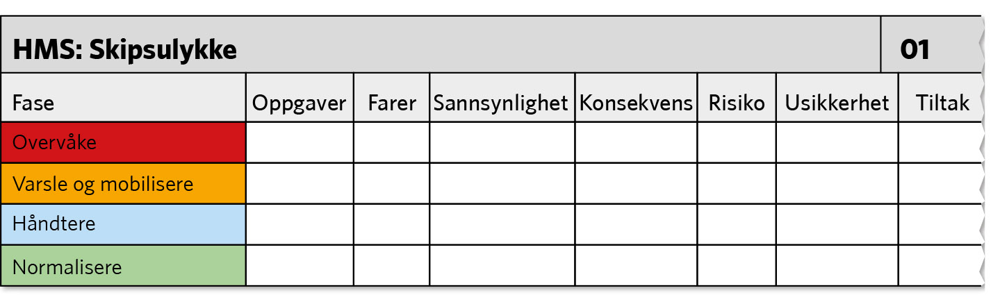 HMS: Skipsulykke 01
Fase Oppgaver Farer Sannsynlighet Konsekvens Risiko Usikkerhet Tiltak
Overvåke
Varsle og mobilisere
Håndtere
Normalisere